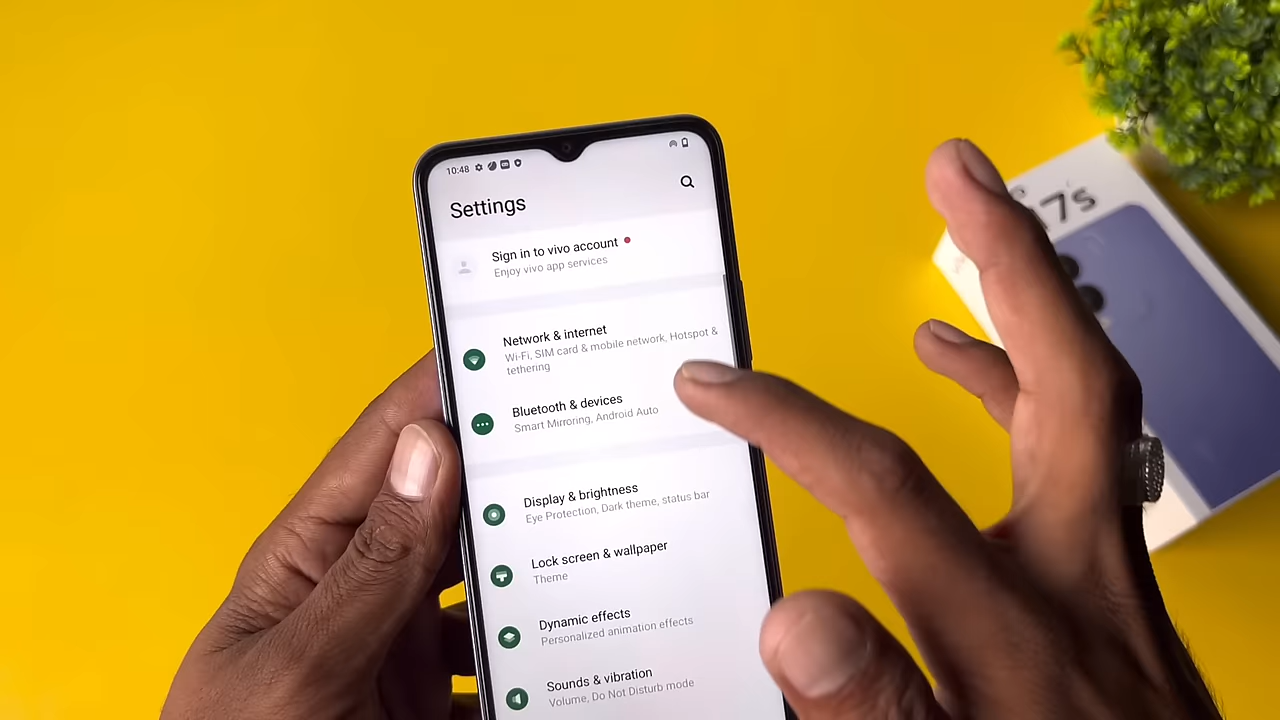 10:48
Settings
Sign in to vivo account
Enjoy vivo app services
Network & internet
Wi-Fi, SIM card & mobile network, Hotspot &
tethering
Bluetooth & devices
Smart Mirroring, Android Auto
Display & brightness
Eye Protection, Dark theme, status bar
Lock screen & wallpaper
Theme
Dynamic effects
Personalized animation effects
Sounds & vibration
Volume, Do Not Disturb mode
7s